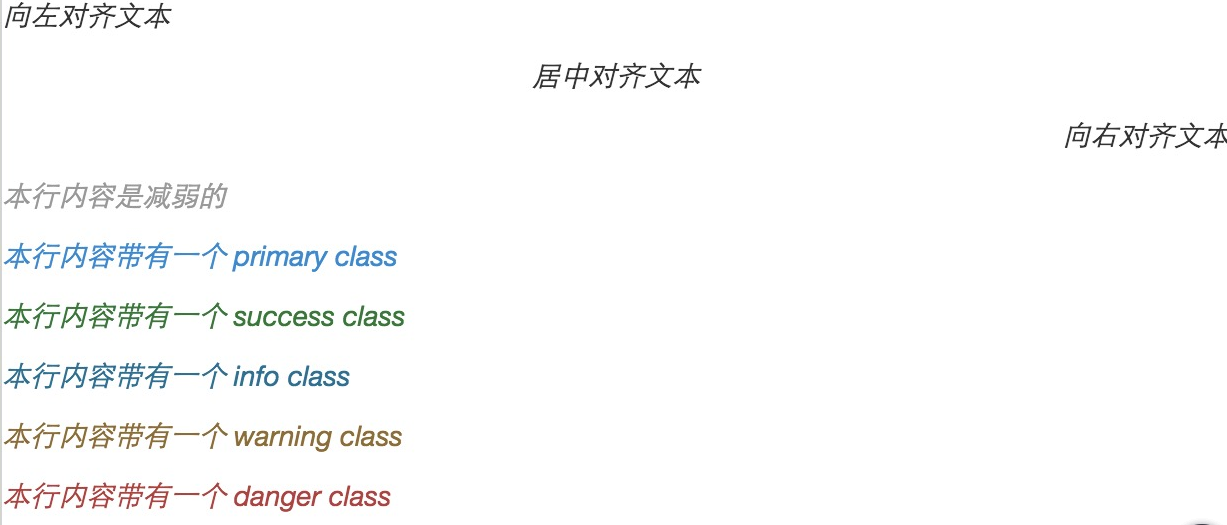 向左对齐文本
居中对齐文本
向右对齐文本
本行内容是减弱的
本行内容带有一个 primary class
本行内容带有一个 success class
本行内容带有一个 info class
本行内容带有一个 warning class
本行内容带有一个 danger class